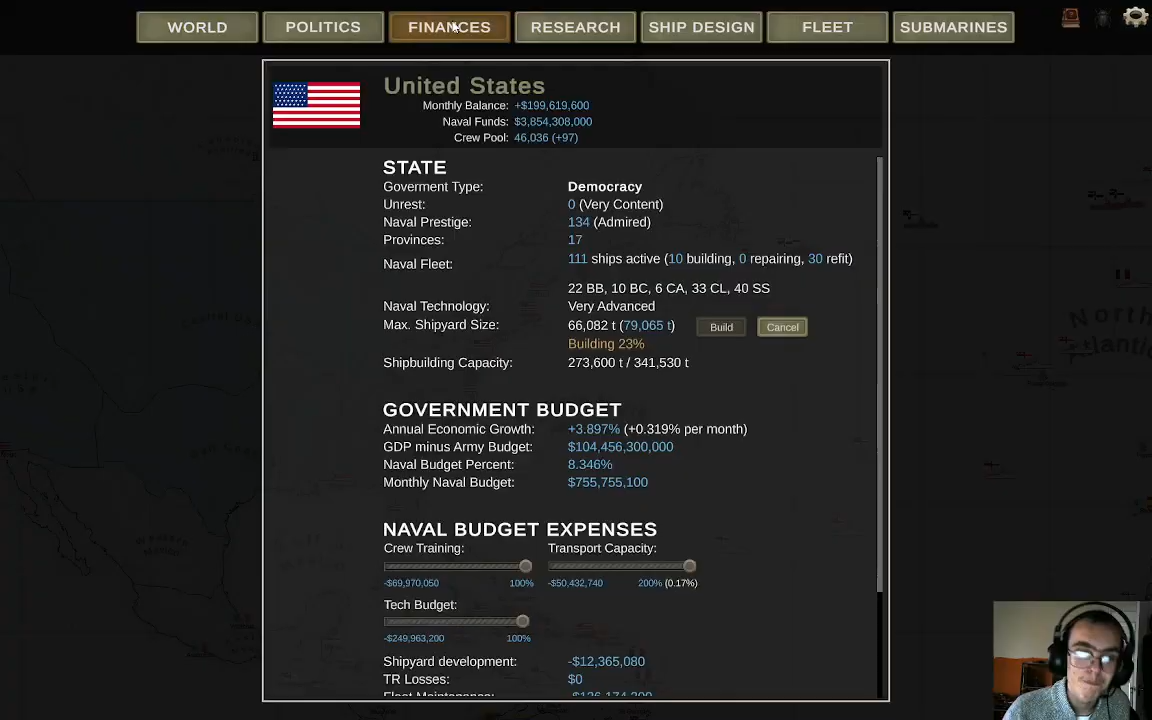 WORLD POLITICS FINANCES RESEARCH SHIP DESIGN FLEET SUBMARINES
United States
Monthly Balance: +$199,619,600
Naval Funds: $3,854,308,000
Crew Pool: 46,036 (+97)
STATE
Goverment Type: Democracy
Unrest: 0 (Very Content)
Naval Prestige: 134 (Admired)
Provinces: 17
Naval Fleet: 111 ships active (10 building, 0 repairing, 30 refit)
22 BB, 10 BC, 6 CA, 33 CL, 40 SS
Naval Technology: Very Advanced
Max. Shipyard Size: 66,082 t (79,065 t) Build Cancel
Building 23%
Shipbuilding Capacity: 273,600 t / 341,530 t
GOVERNMENT BUDGET
Annual Economic Growth: +3.897% (+0.319% per month)
GDP minus Army Budget: $104,456,300,000
Naval Budget Percent: 8.346%
Monthly Naval Budget: $755,755,100
NAVAL BUDGET EXPENSES
Crew Training: Transport Capacity:
-$69,970,050 100% -$50,432,740 200% (0.17%)
Tech Budget:
-$249,963,200 100%
Shipyard development: -$12,365,080
TR Losses: $0
Fleet Maintenance: -$136,174,200
North
Atlantic